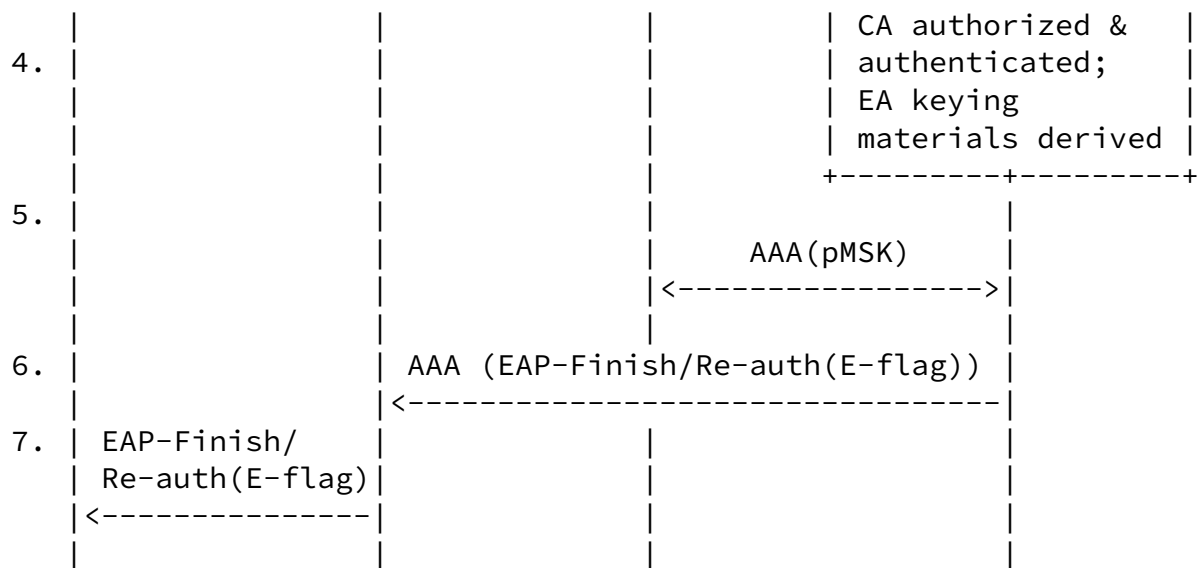 CA authorized &
4. authenticated;
EA keying
materials derived
5.
AAA(pMSK)
6. AAA (EAP-Finish/Re-auth(E-flag))
7. EAP-Finish/
Re-auth(E-flag)